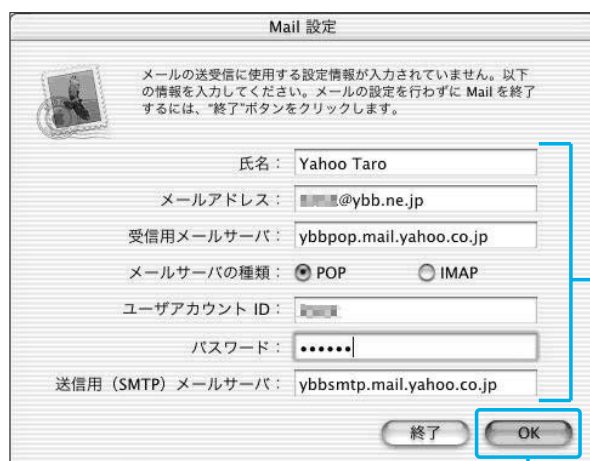 Mail 設定
メールの送受信に使用する設定情報が入力されていません。以下
の情報を入力してください。メールの設定を行わずに Mail を終了
するには、“終了”ボタンをクリックします。
氏名： Yahoo Taro
メールアドレス： @ybb.ne.jp
受信用メールサーバ： ybbpop.mail.yahoo.co.jp
メールサーバの種類： POP IMAP
ユーザアカウント ID：
パスワード： ••••••
送信用（SMTP）メールサーバ： ybbsmtp.mail.yahoo.co.jp
終了 OK